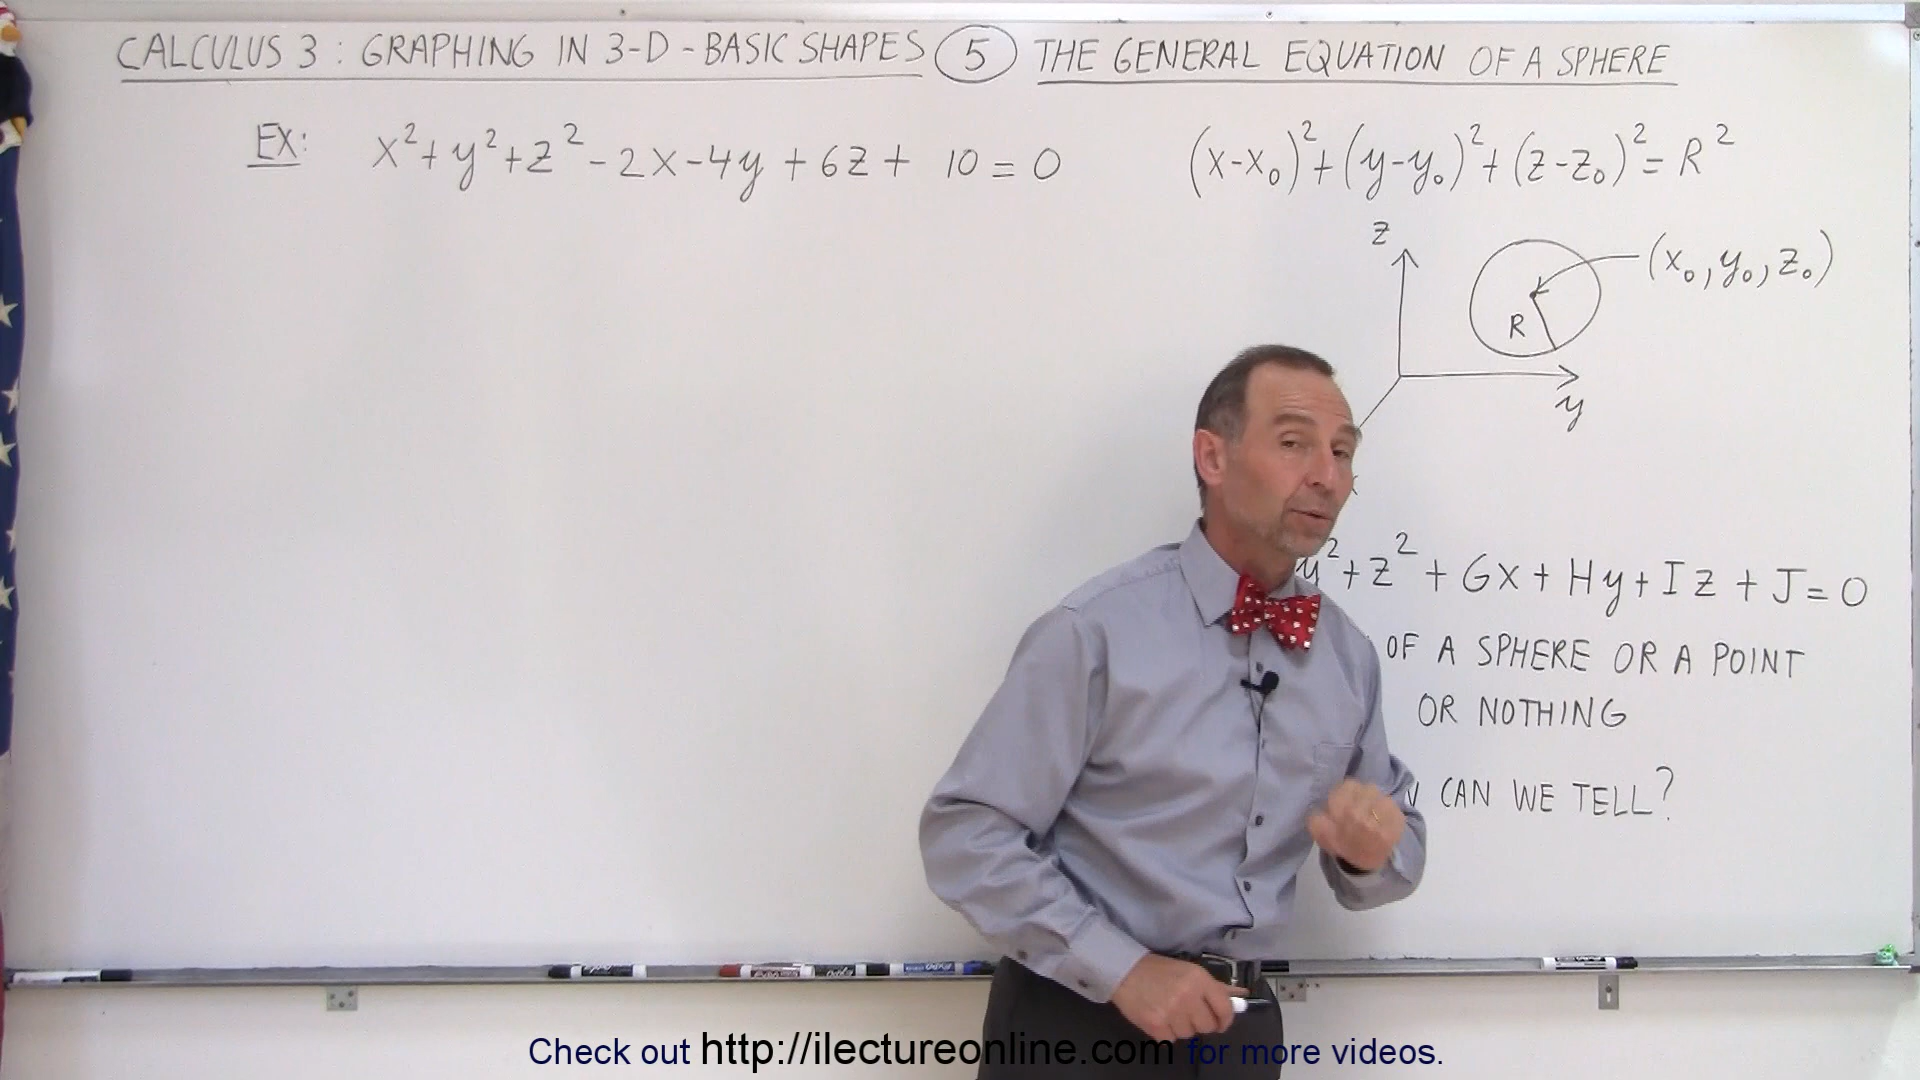 CALCULUS 3 : GRAPHING IN 3-D - BASIC SHAPES 5 THE GENERAL EQUATION OF A SPHERE
EX: x²+y²+z²-2x-4y+6z+ 10=0
(x-x₀)²+(y-y₀)²+(z-z₀)²=R²
z
(x₀,y₀,z₀)
R
y
y²+z²+Gx+Hy+Iz+J=0
OF A SPHERE OR A POINT
OR NOTHING
CAN WE TELL?
Check out http://ilectureonline.com for more videos.